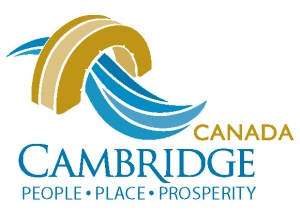 CANADA
CAMBRIDGE
PEOPLE • PLACE • PROSPERITY